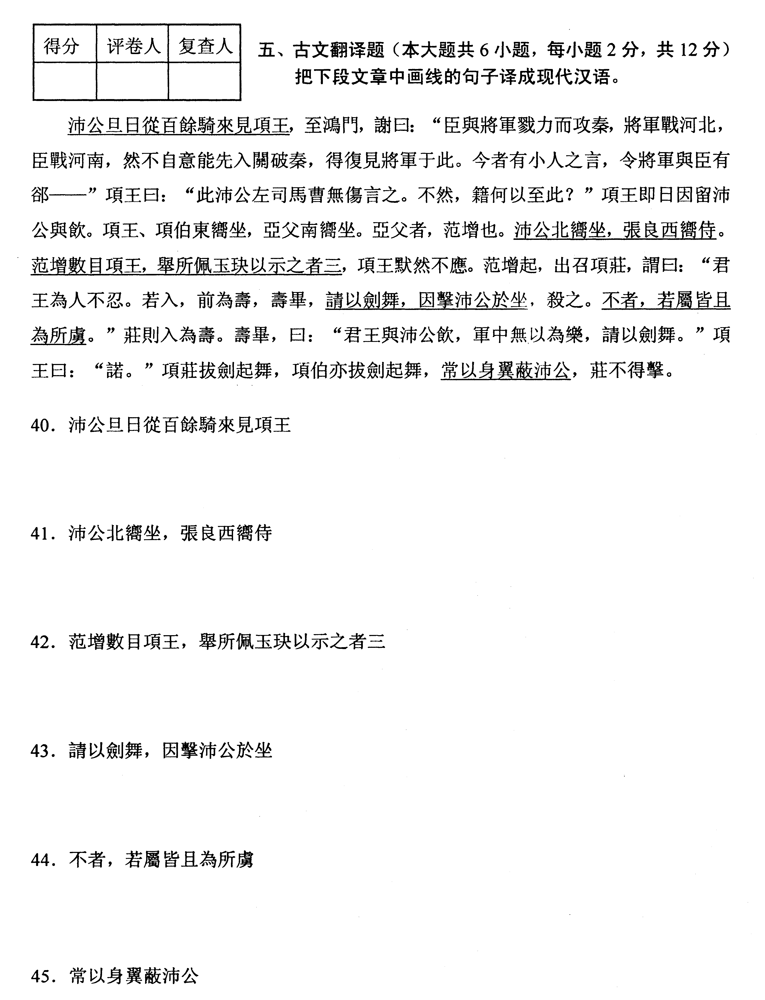 得分 评卷人 复查人
五、古文翻译题（本大题共 6 小题，每小题 2 分，共 12 分）
把下段文章中画线的句子译成现代汉语。
沛公旦日從百餘騎來見項王，至鴻門，謝曰：“臣與將軍戮力而攻秦，將軍戰河北，
臣戰河南，然不自意能先入關破秦，得復見將軍于此。今者有小人之言，令將軍與臣有
郤——”項王曰：“此沛公左司馬曹無傷言之。不然，籍何以至此？”項王即日因留沛
公與飲。項王、項伯東嚮坐，亞父南嚮坐。亞父者，范增也。沛公北嚮坐，張良西嚮侍。
范增數目項王，舉所佩玉玦以示之者三，項王默然不應。范增起，出召項莊，謂曰：“君
王為人不忍。若入，前為壽，壽畢，請以劍舞，因擊沛公於坐，殺之。不者，若屬皆且
為所虜。”莊則入為壽。壽畢，曰：“君王與沛公飲，軍中無以為樂，請以劍舞。”項
王曰：“諾。”項莊拔劍起舞，項伯亦拔劍起舞，常以身翼蔽沛公，莊不得擊。
40．沛公旦日從百餘騎來見項王
41．沛公北嚮坐，張良西嚮侍
42．范增數目項王，舉所佩玉玦以示之者三
43．請以劍舞，因擊沛公於坐
44．不者，若屬皆且為所虜
45．常以身翼蔽沛公